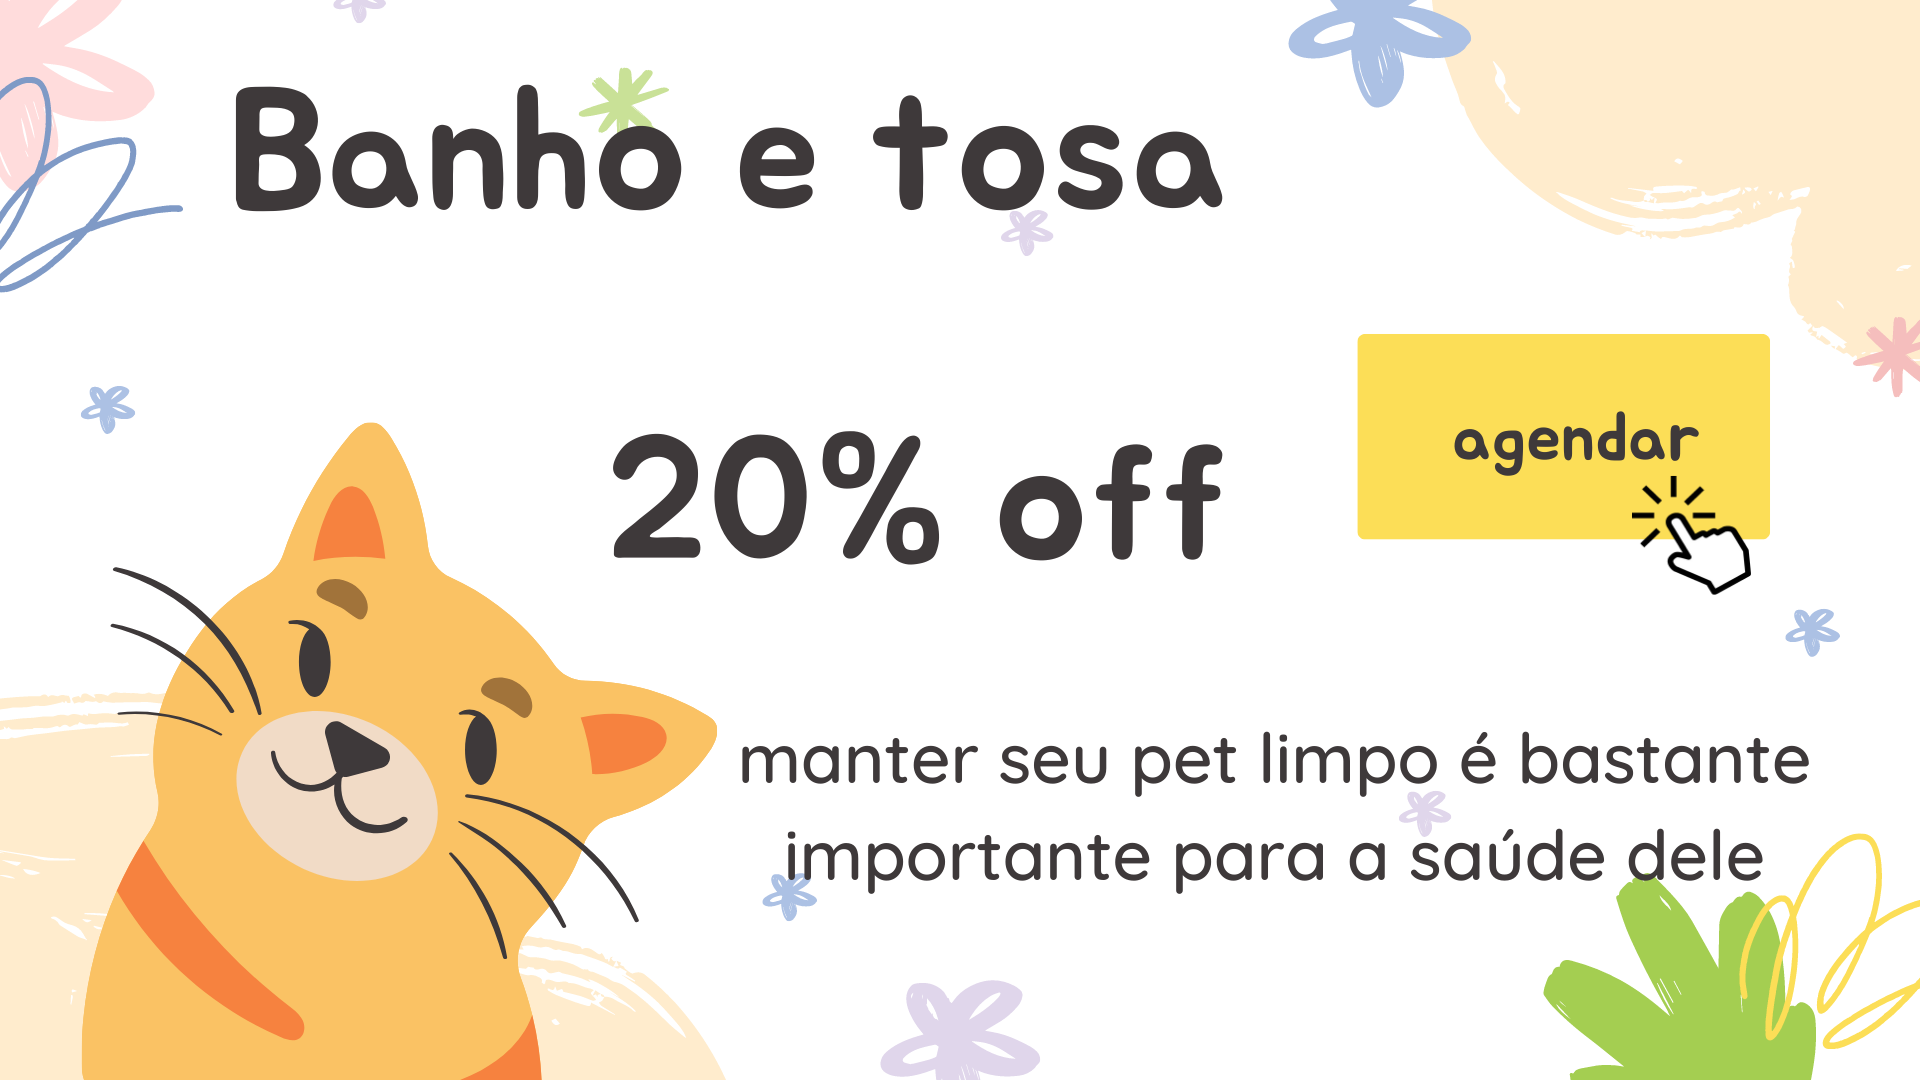 Banho e tosa
20% off
agendar
manter seu pet limpo é bastante
importante para a saúde dele